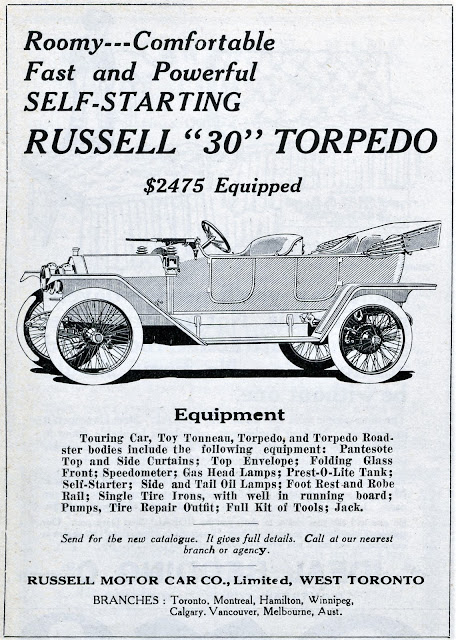 Roomy---Comfortable
Fast and Powerful
SELF-STARTING
RUSSELL "30" TORPEDO
$2475 Equipped
Equipment
Touring Car, Toy Tonneau, Torpedo, and Torpedo Road-
ster bodies include the following equipment: Pantesote
Top and Side Curtains; Top Envelope; Folding Glass
Front; Speedometer; Gas Head Lamps; Prest-O-Lite Tank;
Self-Starter; Side and Tail Oil Lamps; Foot Rest and Robe
Rail; Single Tire Irons, with well in running board;
Pumps, Tire Repair Outfit; Full Kit of Tools; Jack.
Send for the new catalogue. It gives full details. Call at our nearest
branch or agency.
RUSSELL MOTOR CAR CO., Limited, WEST TORONTO
BRANCHES : Toronto, Montreal, Hamilton, Winnipeg,
Calgary. Vancouver, Melbourne, Aust.